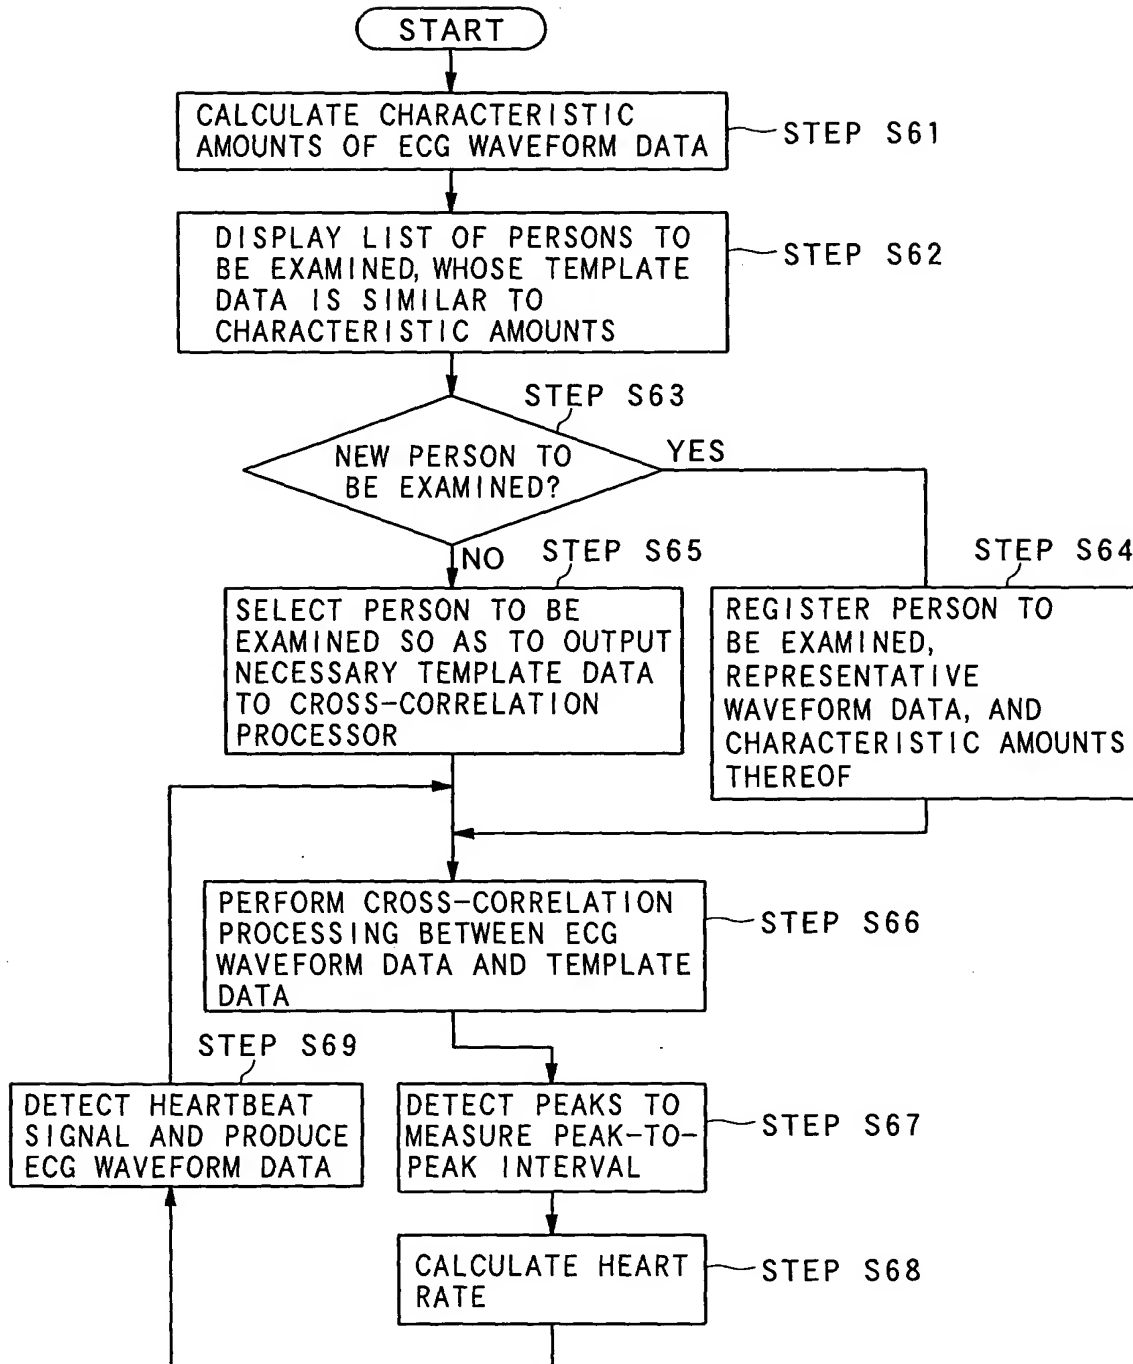 START
CALCULATE CHARACTERISTIC
AMOUNTS OF ECG WAVEFORM DATA
STEP S61
DISPLAY LIST OF PERSONS TO
BE EXAMINED, WHOSE TEMPLATE
DATA IS SIMILAR TO
CHARACTERISTIC AMOUNTS
STEP S62
STEP S63
NEW PERSON TO
BE EXAMINED?
YES
NO
STEP S65
SELECT PERSON TO BE
EXAMINED SO AS TO OUTPUT
NECESSARY TEMPLATE DATA
TO CROSS-CORRELATION
PROCESSOR
STEP S64
REGISTER PERSON TO
BE EXAMINED,
REPRESENTATIVE
WAVEFORM DATA, AND
CHARACTERISTIC AMOUNTS
THEREOF
PERFORM CROSS-CORRELATION
PROCESSING BETWEEN ECG
WAVEFORM DATA AND TEMPLATE
DATA
STEP S66
STEP S69
DETECT HEARTBEAT
SIGNAL AND PRODUCE
ECG WAVEFORM DATA
DETECT PEAKS TO
MEASURE PEAK-TO-
PEAK INTERVAL
STEP S67
CALCULATE HEART
RATE
STEP S68